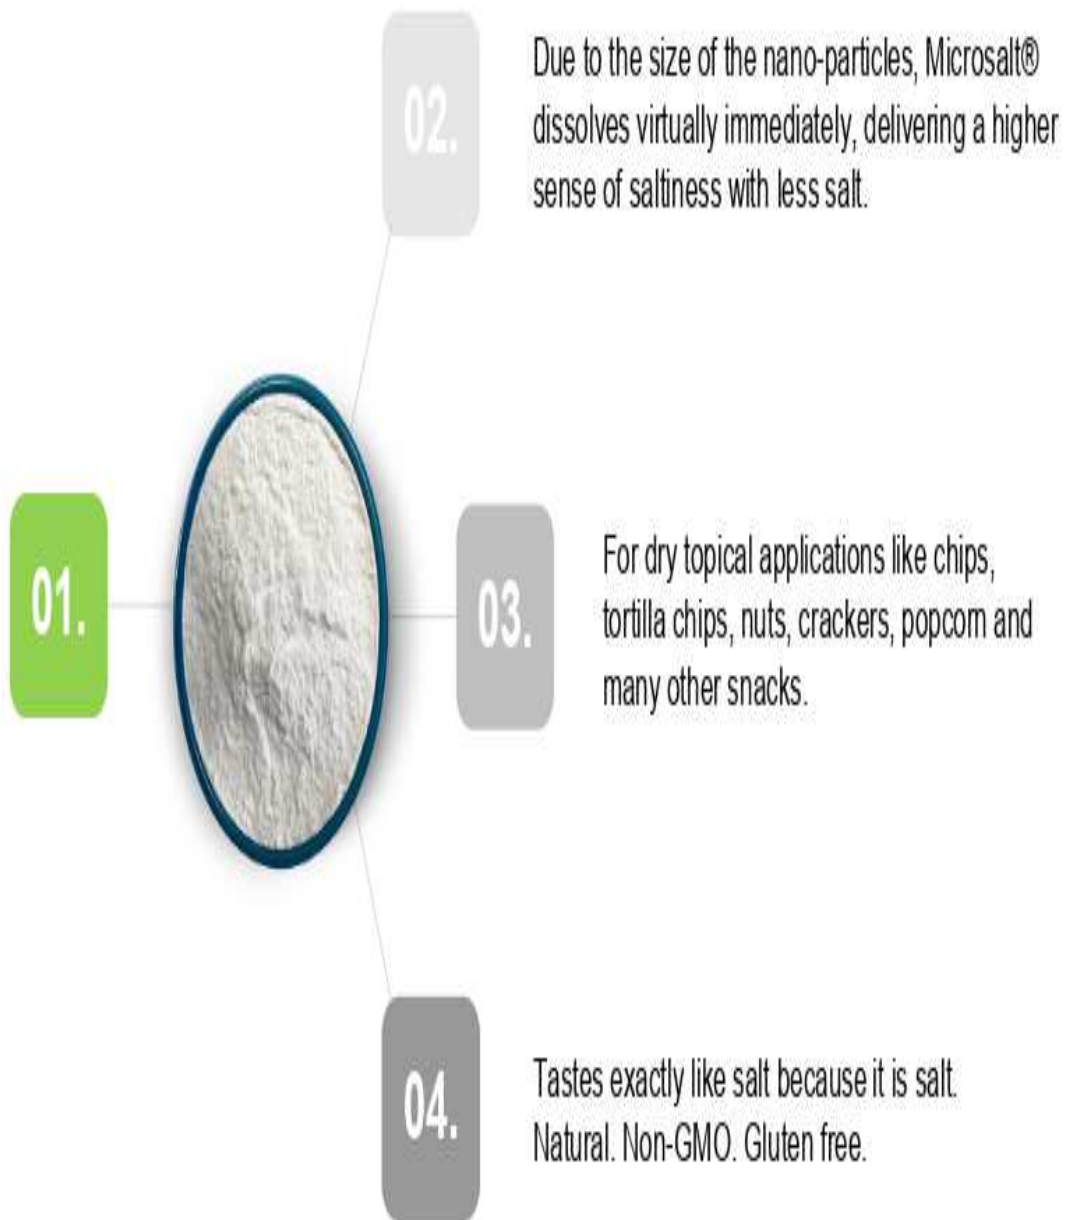 02.
Due to the size of the nano-particles, Microsalt®
dissolves virtually immediately, delivering a higher
sense of saltiness with less salt.
01.
03.
For dry topical applications like chips,
tortilla chips, nuts, crackers, popcorn and
many other snacks.
04.
Tastes exactly like salt because it is salt.
Natural. Non-GMO. Gluten free.